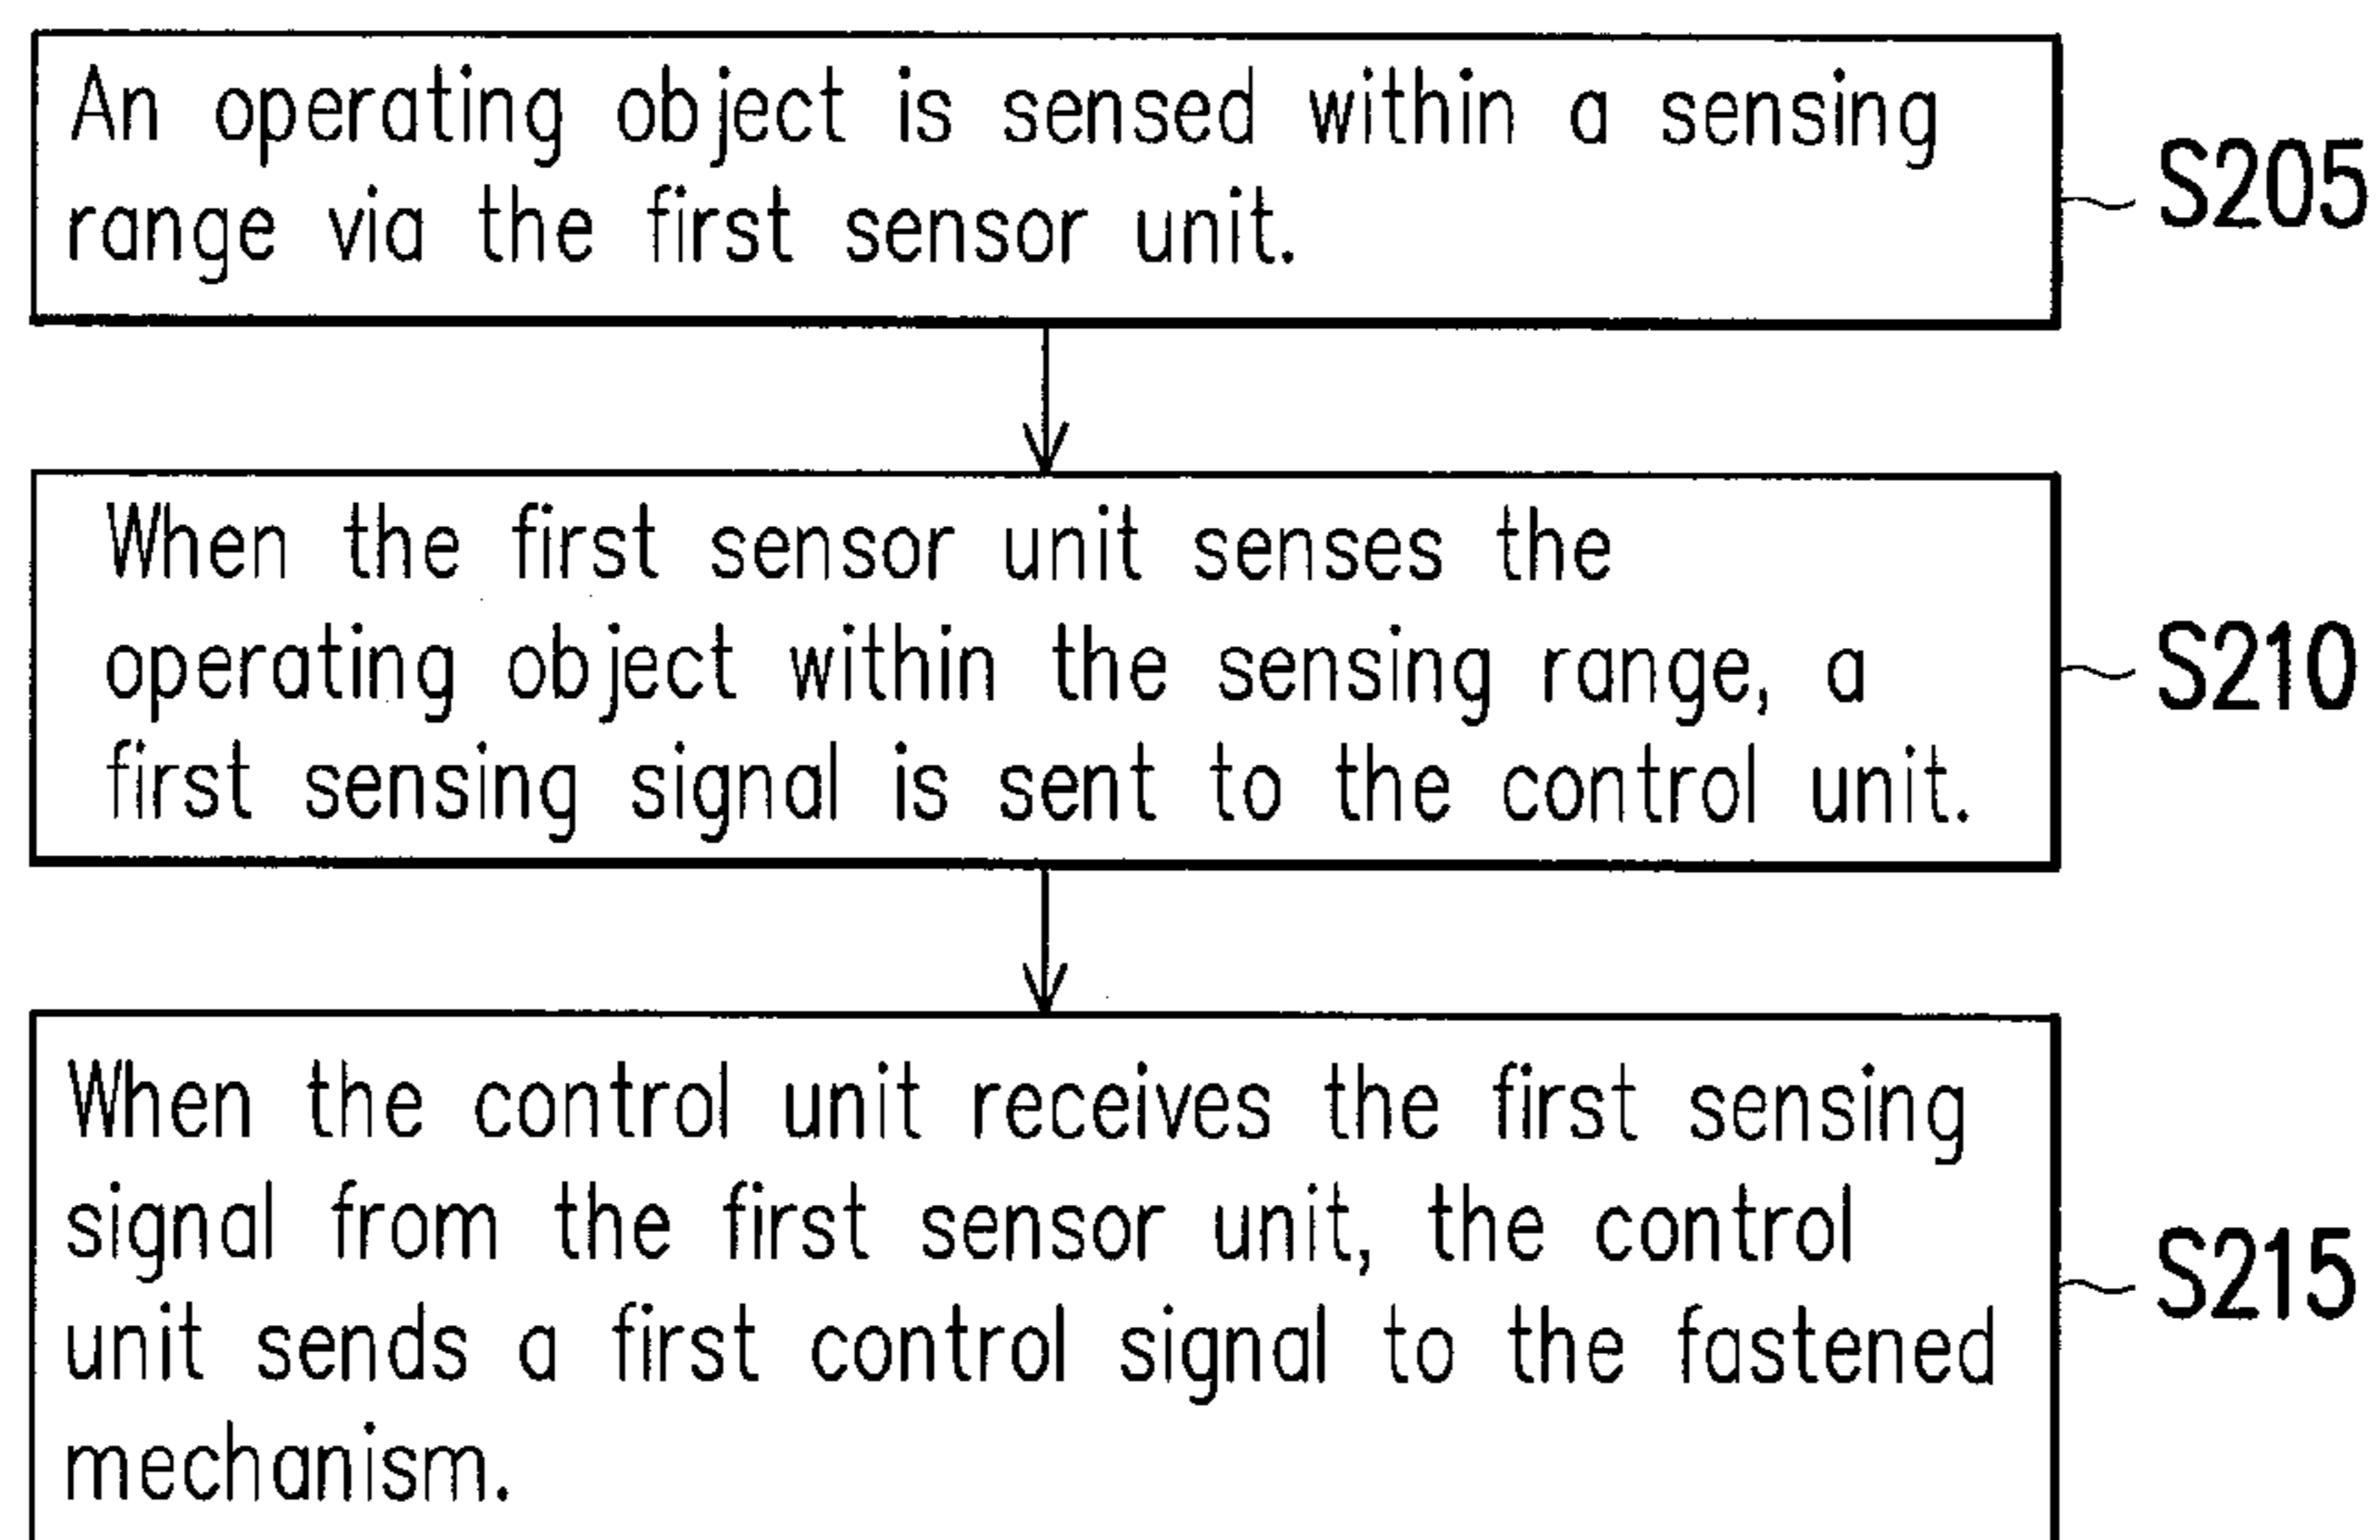 An operating object is sensed within a sensing
range via the first sensor unit.
S205
When the first sensor unit senses the
operating object within the sensing range, a
first sensing signal is sent to the control unit.
S210
When the control unit receives the first sensing
signal from the first sensor unit, the control
unit sends a first control signal to the fastened
mechanism.
S215